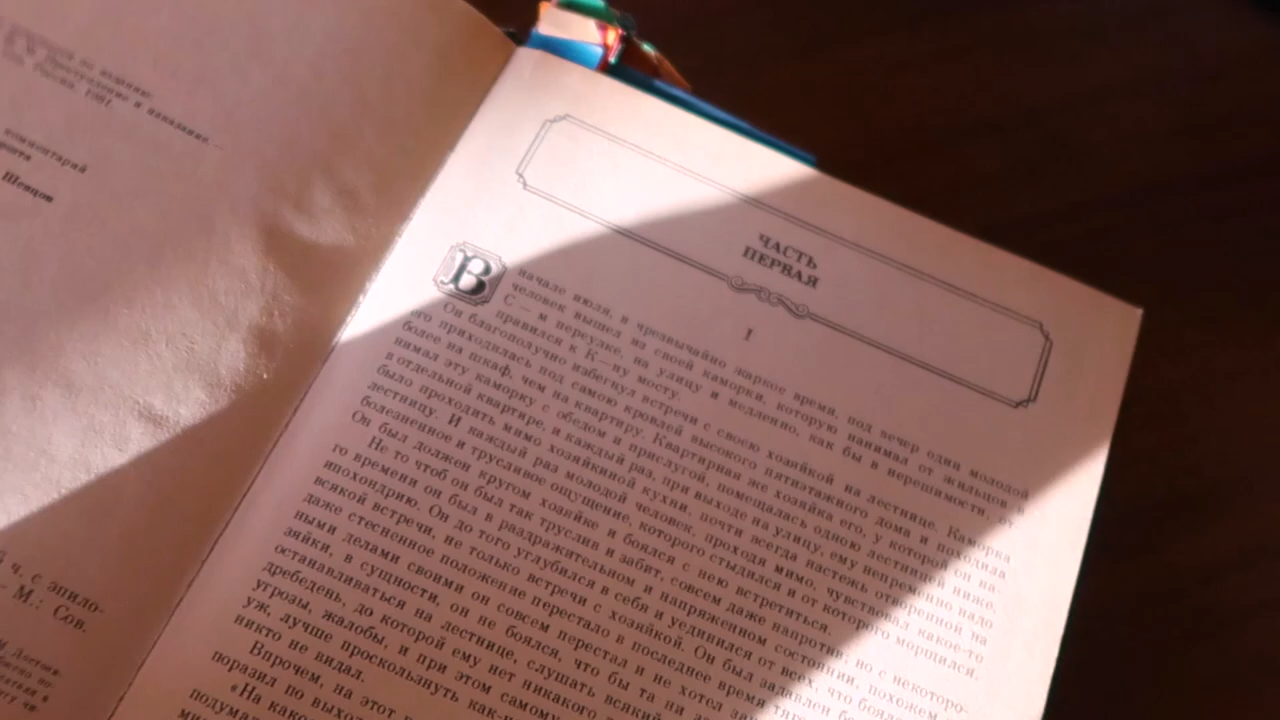 комментарий
Шевцов
ч. с эпило-
— М.: Сов.
ЧАСТЬ
ПЕРВАЯ
I
В начале июля, в чрезвычайно жаркое время, под вечер один молодой
человек вышел из своей каморки, которую нанимал от жильцов в
С — м переулке, на улицу и медленно, как бы в нерешимости от-
правился к К—ну мосту.
Он благополучно избегнул встречи с своею хозяйкой на лестнице. Каморка
его приходилась под самою кровлей высокого пятиэтажного дома и походила
более на шкаф, чем на квартиру. Квартирная же хозяйка его, у которой он на-
нимал эту каморку с обедом и прислугой, помещалась одною лестницей ниже,
в отдельной квартире, и каждый раз, при выходе на улицу, ему непременно надо
было проходить мимо хозяйкиной кухни, почти всегда настежь отворенной на
лестницу. И каждый раз молодой человек, проходя мимо, чувствовал какое-то
болезненное и трусливое ощущение, которого стыдился и от которого морщился.
Он был должен кругом хозяйке и боялся с нею встретиться.
Не то чтоб он был так труслив и забит, совсем даже напротив; но с некоторо-
го времени он был в раздражительном и напряженном состоянии, похожем
ипохондрию. Он до того углубился в себя и уединился от всех, что боялся
всякой встречи, не только встречи с хозяйкой. Он был задавлен
даже стесненное положение перестало в последнее время
ными делами своими он совсем перестал и не хотел
зяйки, в сущности, он не боялся, что бы та на
останавливаться на лестнице, слушать всякий
дребедень, до которой ему нет никакого
угрозы, жалобы, и при этом самому
уж, лучше проскользнуть как-
никто не видал.
Впрочем, на этот
поразил по выхо
«На како
подумал